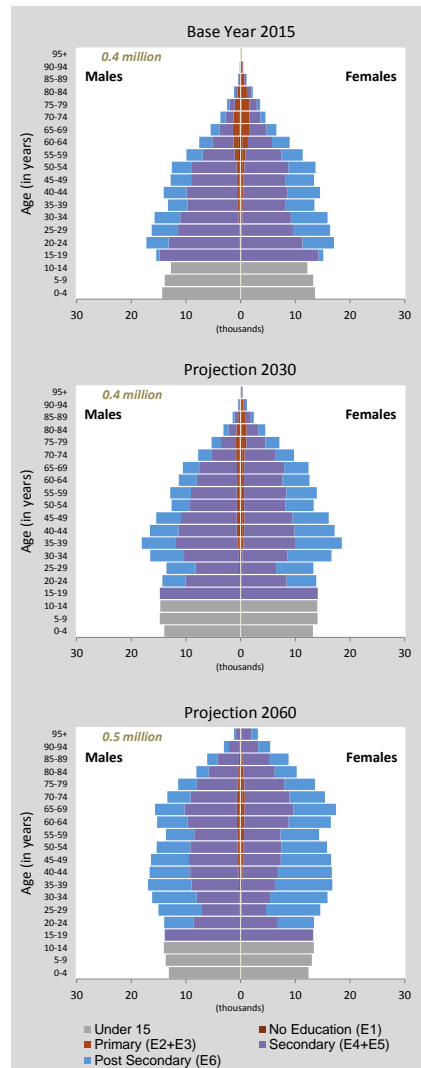 Base Year 2015
0.4 million
Males
Females
Age (in years)
95+
90-94
85-89
80-84
75-79
70-74
65-69
60-64
55-59
50-54
45-49
40-44
35-39
30-34
25-29
20-24
15-19
10-14
5-9
0-4
30 20 10 0 10 20 30
(thousands)
Projection 2030
0.4 million
Males
Females
Age (in years)
95+
90-94
85-89
80-84
75-79
70-74
65-69
60-64
55-59
50-54
45-49
40-44
35-39
30-34
25-29
20-24
15-19
10-14
5-9
0-4
30 20 10 0 10 20 30
(thousands)
Projection 2060
0.5 million
Males
Females
Age (in years)
95+
90-94
85-89
80-84
75-79
70-74
65-69
60-64
55-59
50-54
45-49
40-44
35-39
30-34
25-29
20-24
15-19
10-14
5-9
0-4
30 20 10 0 10 20 30
(thousands)
Under 15
No Education (E1)
Primary (E2+E3)
Secondary (E4+E5)
Post Secondary (E6)